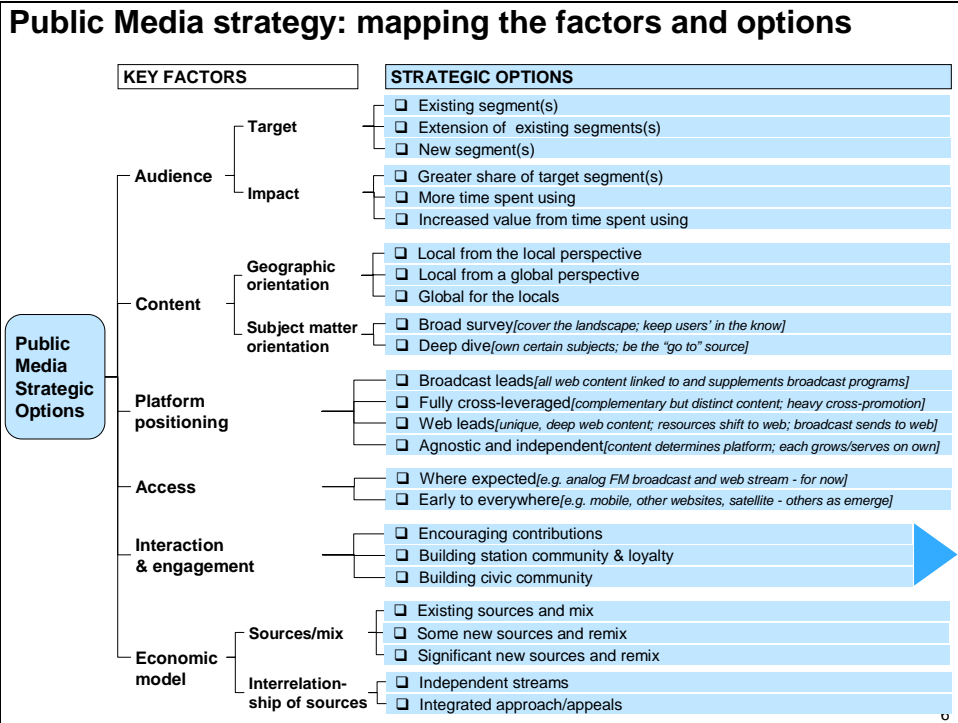 Public Media strategy: mapping the factors and options
KEY FACTORS
STRATEGIC OPTIONS
Public
Media
Strategic
Options
Audience
Target
❑ Existing segment(s)
❑ Extension of existing segments(s)
❑ New segment(s)
Impact
❑ Greater share of target segment(s)
❑ More time spent using
❑ Increased value from time spent using
Content
Geographic
orientation
❑ Local from the local perspective
❑ Local from a global perspective
❑ Global for the locals
Subject matter
orientation
❑ Broad survey[cover the landscape; keep users' in the know]
❑ Deep dive[own certain subjects; be the "go to" source]
Platform
positioning
❑ Broadcast leads[all web content linked to and supplements broadcast programs]
❑ Fully cross-leveraged[complementary but distinct content; heavy cross-promotion]
❑ Web leads[unique, deep web content; resources shift to web; broadcast sends to web]
❑ Agnostic and independent[content determines platform; each grows/serves on own]
Access
❑ Where expected[e.g. analog FM broadcast and web stream - for now]
❑ Early to everywhere[e.g. mobile, other websites, satellite - others as emerge]
Interaction
& engagement
❑ Encouraging contributions
❑ Building station community & loyalty
❑ Building civic community
Economic
model
Sources/mix
❑ Existing sources and mix
❑ Some new sources and remix
❑ Significant new sources and remix
Interrelation-
ship of sources
❑ Independent streams
❑ Integrated approach/appeals
6